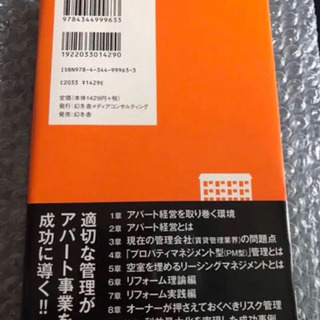 9784344999633
1922033014290
ISBN978-4-344-99963-3
C2033 ¥1429E
定価(本体1429円+税)
発行:幻冬舎メディアコンサルティング
発売:幻冬舎
適切な管理が
アパート事業を
成功に導く!!
1章 アパート経営を取り巻く環境
2章 アパート経営とは
3章 現在の管理会社(賃貸管理業界)の問題点
4章 「プロパティマネジメント型(PM型)」管理とは
5章 空室を埋めるリーシングマネジメントとは
6章 リフォーム理論編
7章 リフォーム実践編
8章 オーナーが押さえておくべきリスク管理